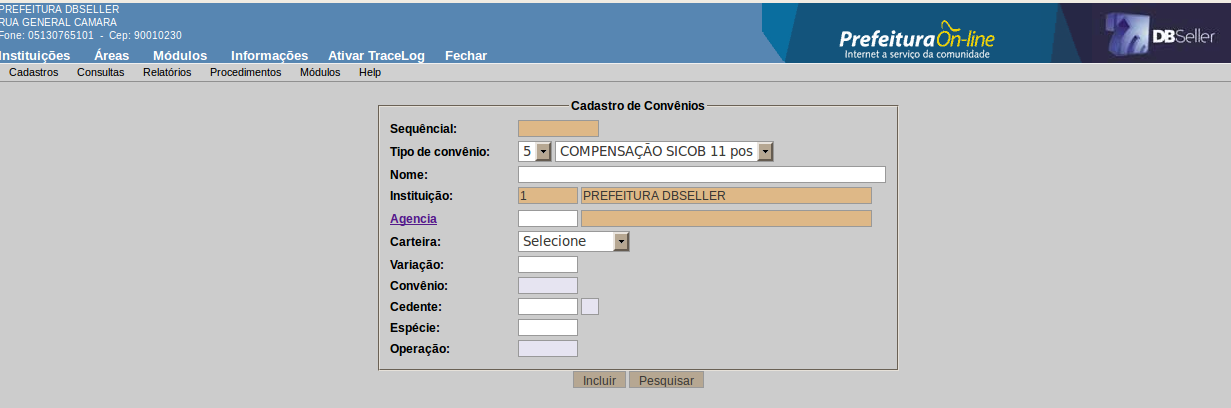 PREFEITURA DBSELLER
RUA GENERAL CAMARA
Fone: 05130765101 - Cep: 90010230
PrefeituraOn-line
Internet a serviço da comunidade
DBSeller
Instituições Áreas Módulos Informações Ativar TraceLog Fechar
Cadastros Consultas Relatórios Procedimentos Módulos Help
Cadastro de Convênios
Sequêncial:
Tipo de convênio: 5 COMPENSAÇÃO SICOB 11 pos
Nome:
Instituição: 1 PREFEITURA DBSELLER
Agencia
Carteira: Selecione
Variação:
Convênio:
Cedente:
Espécie:
Operação:
Incluir Pesquisar